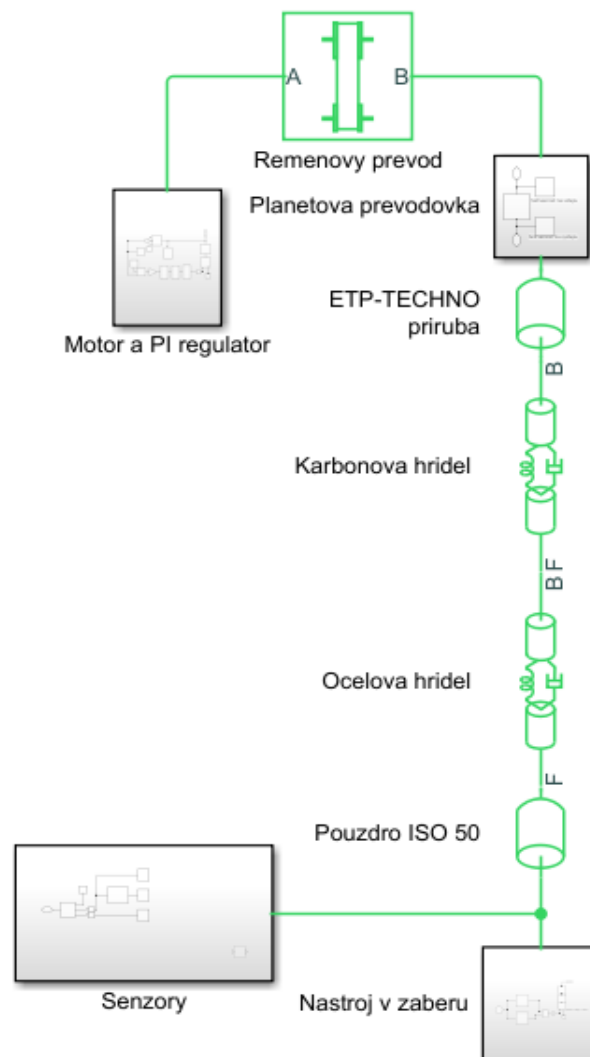 A
B
Remenovy prevod
Planetova prevodovka
ETP-TECHNO
priruba
Motor a PI regulator
B
Karbonova hridel
F
B
Ocelova hridel
F
Pouzdro ISO 50
Senzory
Nastroj v zaberu